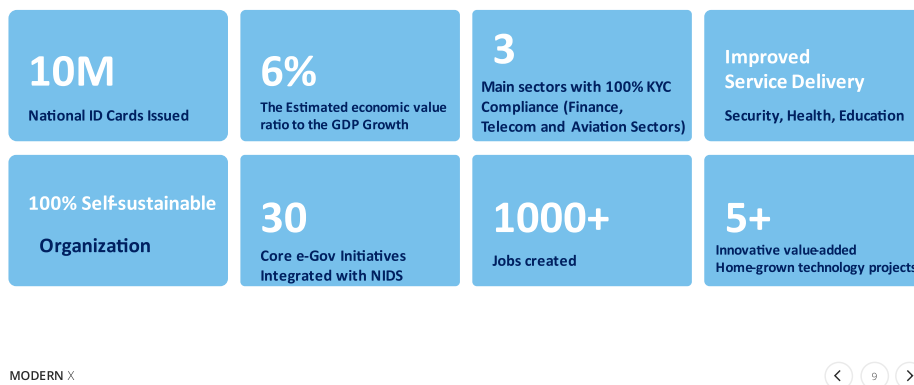 10M
National ID Cards Issued
6%
The Estimated economic value
ratio to the GDP Growth
3
Main sectors with 100% KYC
Compliance (Finance,
Telecom and Aviation Sectors)
Improved
Service Delivery
Security, Health, Education
100% Self-sustainable
Organization
30
Core e-Gov Initiatives
Integrated with NIDS
1000+
Jobs created
5+
Innovative value-added
Home-grown technology projects
MODERN X
9